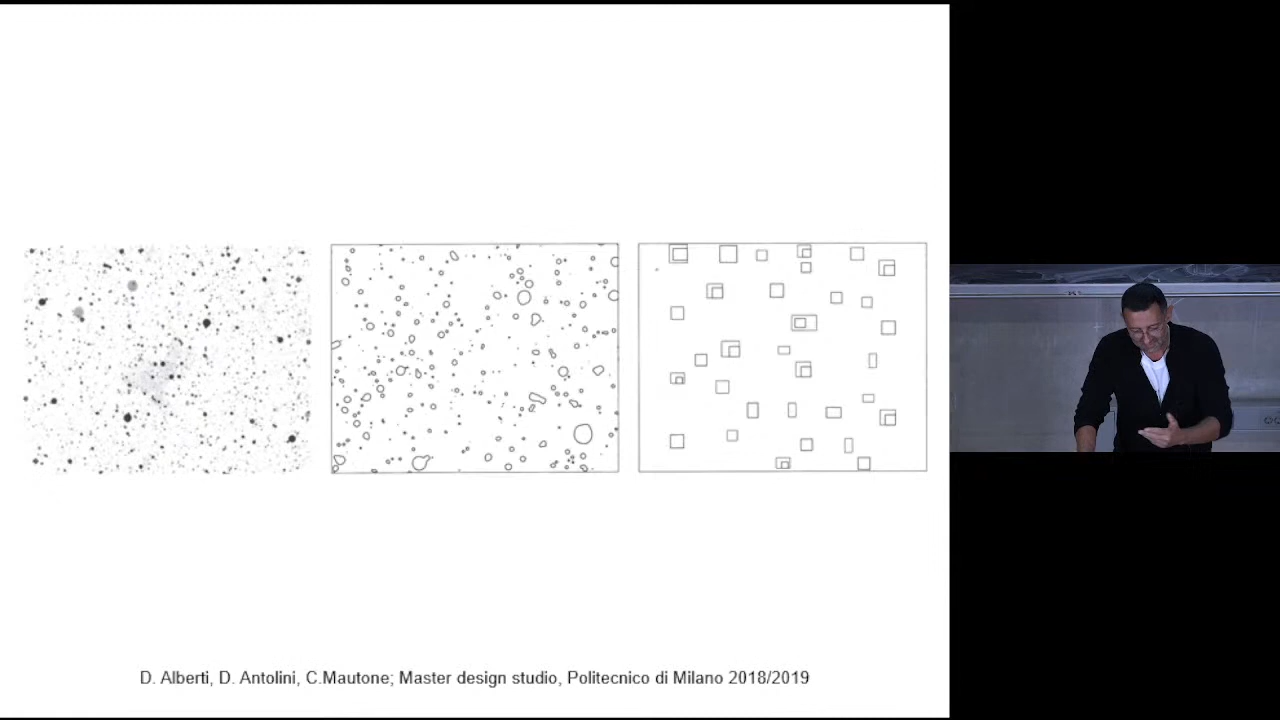 D. Alberti, D. Antolini, C.Mautone; Master design studio, Politecnico di Milano 2018/2019